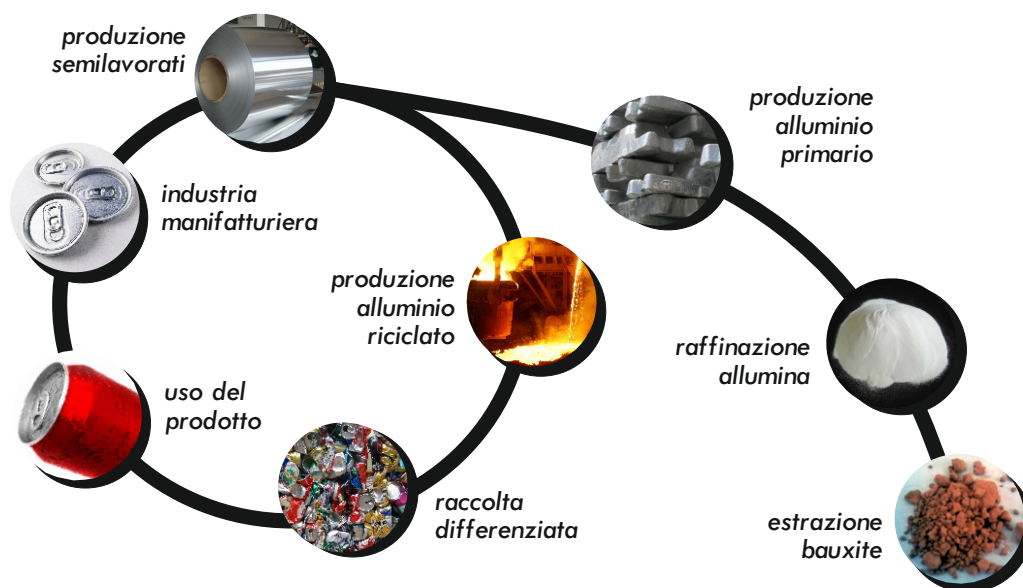 produzione
semilavorati
produzione
alluminio
primario
industria
manifatturiera
produzione
alluminio
riciclato
raffinazione
allumina
uso del
prodotto
raccolta
differenziata
estrazione
bauxite